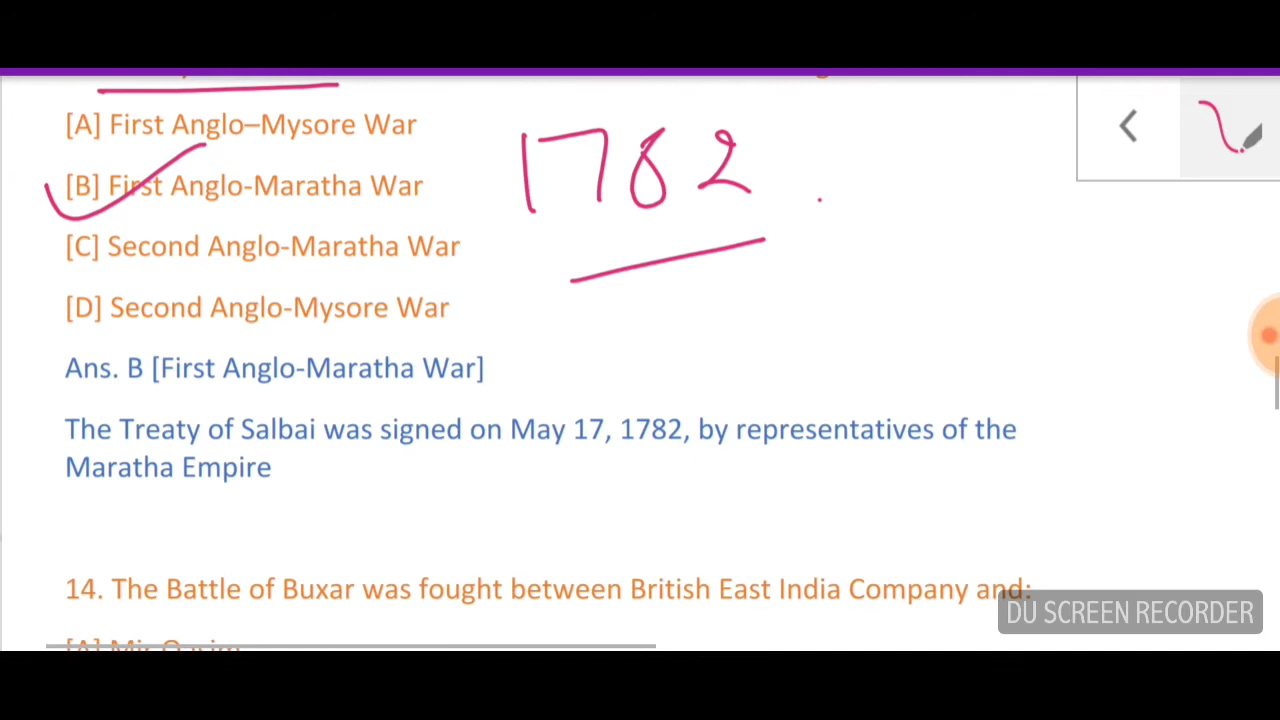 [A] First Anglo–Mysore War
1782
[B] First Anglo-Maratha War
[C] Second Anglo-Maratha War
[D] Second Anglo-Mysore War
Ans. B [First Anglo-Maratha War]
The Treaty of Salbai was signed on May 17, 1782, by representatives of the
Maratha Empire
14. The Battle of Buxar was fought between British East India Company and:
DU SCREEN RECORDER
[A] Mir Qasim